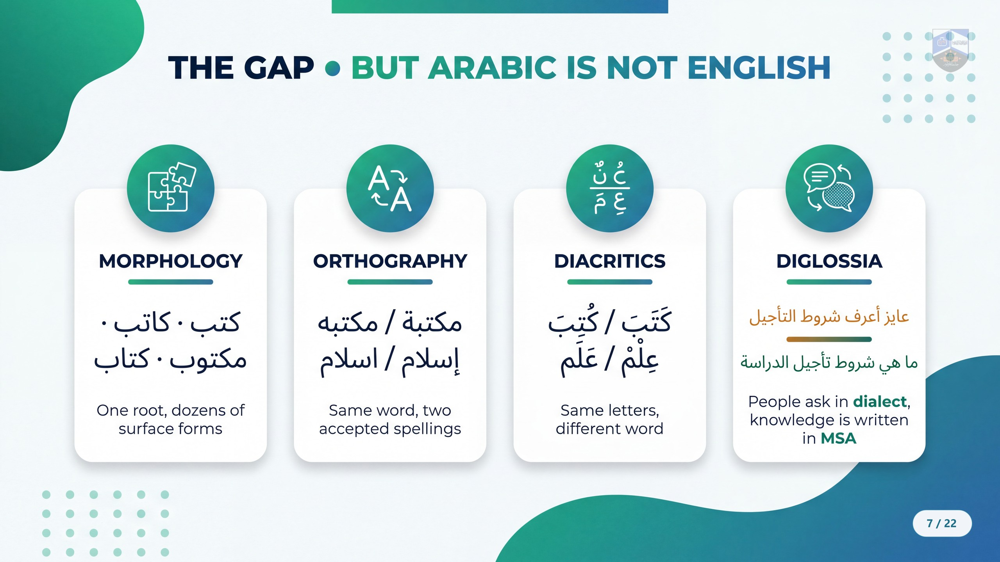 THE GAP • BUT ARABIC IS NOT ENGLISH
MORPHOLOGY
كتب · كاتب ·
مكتوب · كتاب
One root, dozens of
surface forms
ORTHOGRAPHY
مكتبة / مكتبه
إسلام / اسلام
Same word, two
accepted spellings
نٌ عُ
مَ عِ
DIACRITICS
كَتَبَ / كُتِبَ
عِلْمْ / عَلَم
Same letters,
different word
DIGLOSSIA
عايز أعرف شروط التأجيل
ما هي شروط تأجيل الدراسة
People ask in dialect,
knowledge is written
in MSA
7 / 22